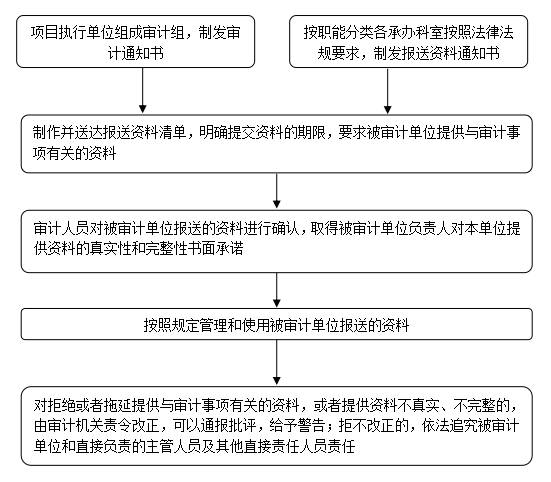 项目执行单位组成审计组，制发审
计通知书
按职能分类各承办科室按照法律法
规要求，制发报送资料通知书
制作并送达报送资料清单，明确提交资料的期限，要求被审计单位提供与审计事
项有关的资料
审计人员对被审计单位报送的资料进行确认，取得被审计单位负责人对本单位提
供资料的真实性和完整性书面承诺
按照规定管理和使用被审计单位报送的资料
对拒绝或者拖延提供与审计事项有关的资料，或者提供资料不真实、不完整的，
由审计机关责令改正，可以通报批评，给予警告；拒不改正的，依法追究被审计
单位和直接负责的主管人员及其他直接责任人员责任